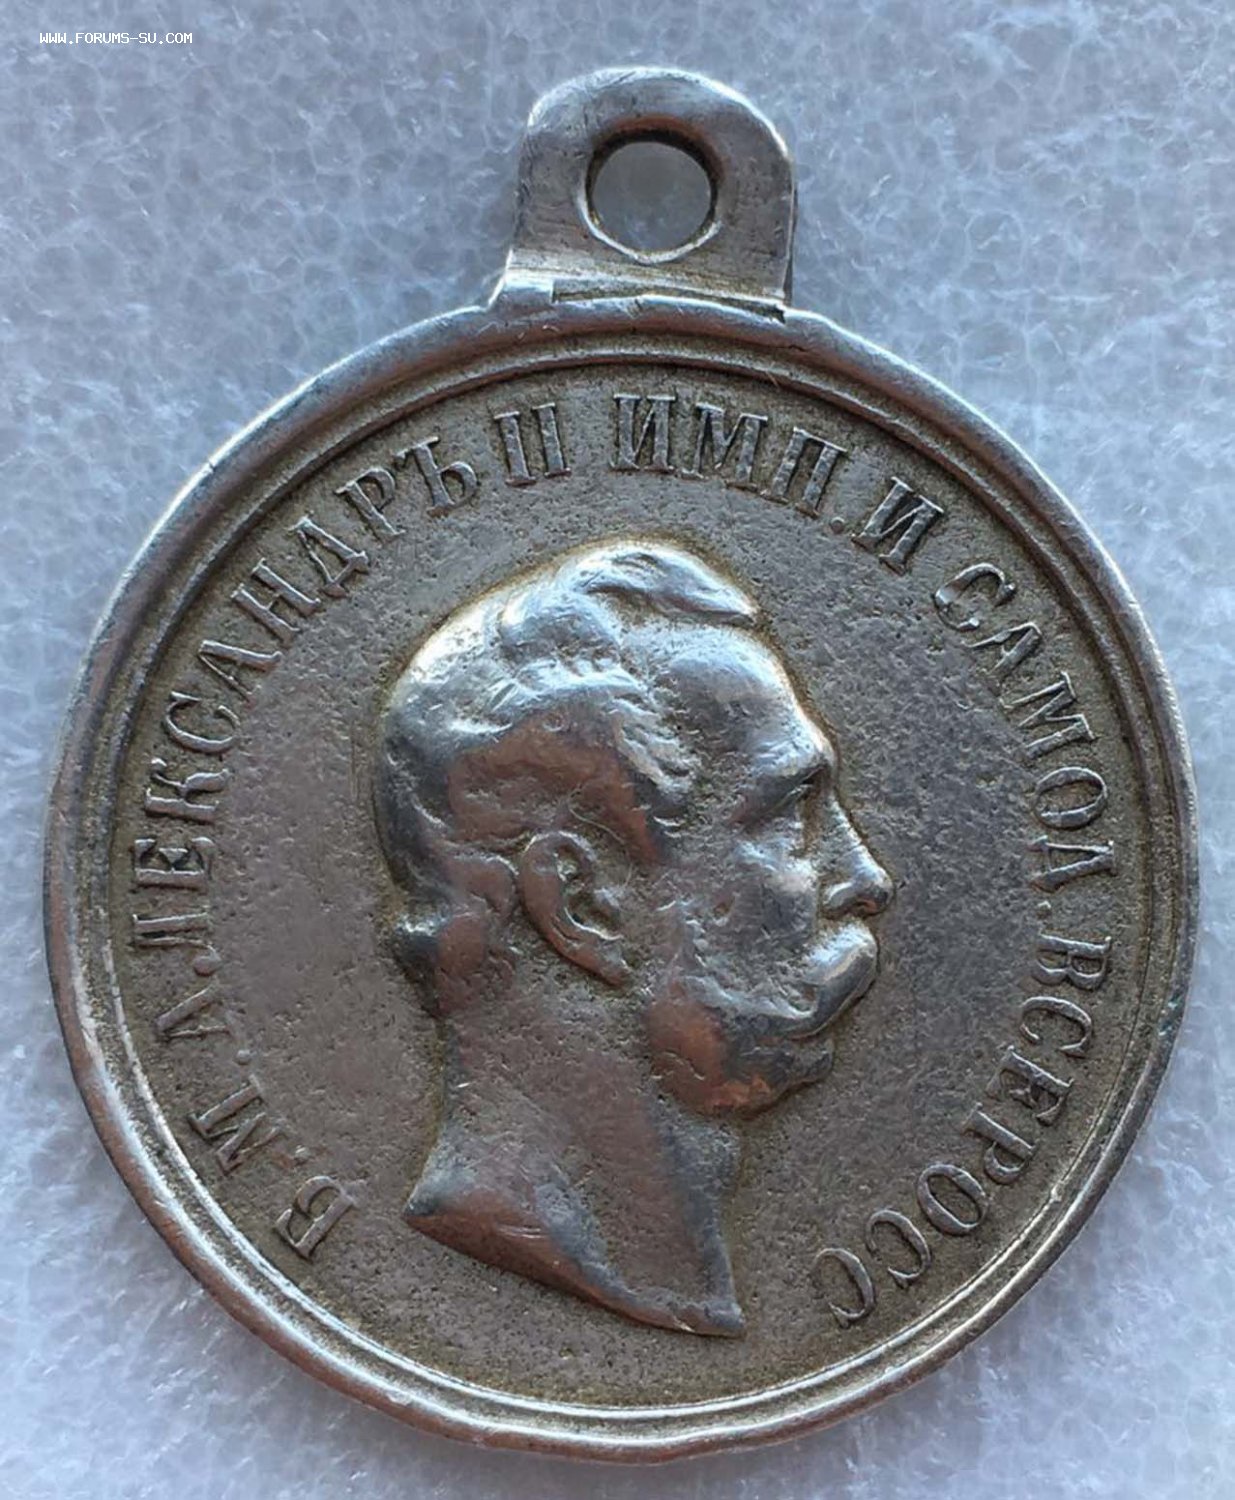 WWW.FORUMS-SU.COM
Б.М.АЛЕКСАНДРЪ II ИМП.И САМОД.ВСЕРОСС